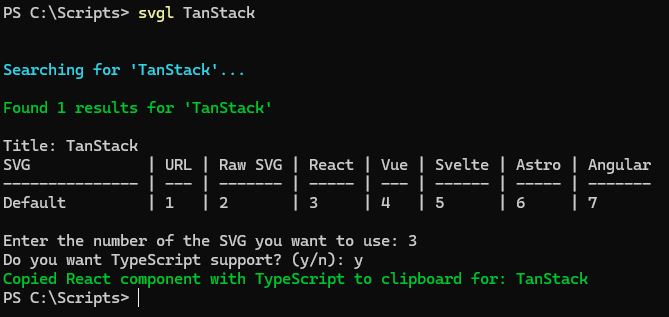 PS C:\Scripts> svgl TanStack
Searching for 'TanStack'...
Found 1 results for 'TanStack'
Title: TanStack
SVG             | URL | Raw SVG | React | Vue | Svelte | Astro | Angular
--------------- | --- | ------- | ----- | --- | ------ | ----- | -------
Default         | 1   | 2       | 3     | 4   | 5      | 6     | 7
Enter the number of the SVG you want to use: 3
Do you want TypeScript support? (y/n): y
Copied React component with TypeScript to clipboard for: TanStack
PS C:\Scripts>